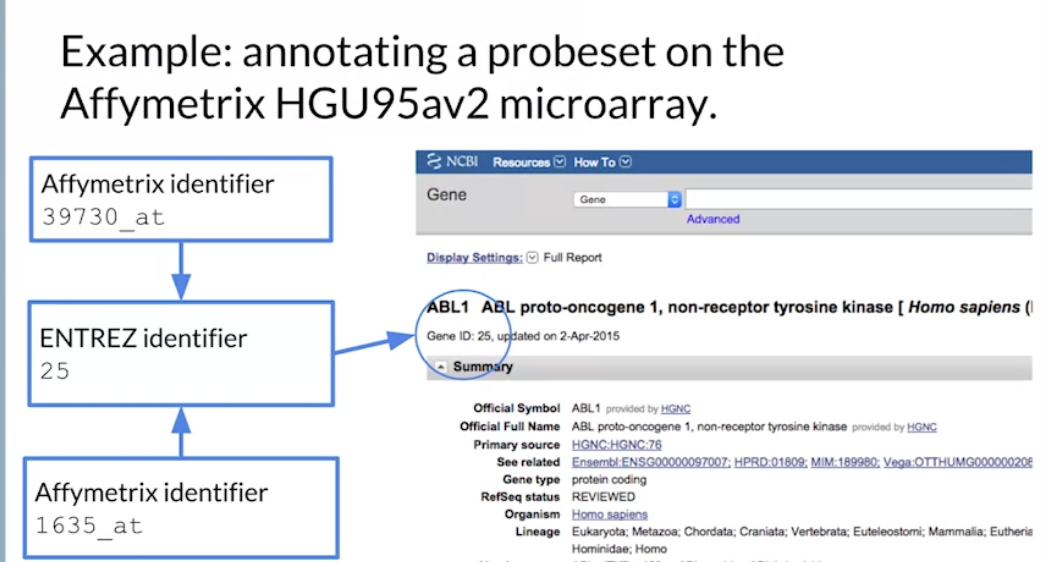 Example: annotating a probeset on the
Affymetrix HGU95av2 microarray.
Affymetrix identifier
39730_at
ENTREZ identifier
25
Affymetrix identifier
1635_at
NCBI Resources How To
Gene
Gene
Advanced
Display Settings: Full Report
ABL1 ABL proto-oncogene 1, non-receptor tyrosine kinase [ Homo sapiens (
Gene ID: 25, updated on 2-Apr-2015
Summary
Official Symbol ABL1 provided by HGNC
Official Full Name ABL proto-oncogene 1, non-receptor tyrosine kinase provided by HGNC
Primary source HGNC:HGNC:76
See related Ensembl:ENSG00000097007; HPRD:01809; MIM:189980; Vega:OTTHUMG00000020
Gene type protein coding
RefSeq status REVIEWED
Organism Homo sapiens
Lineage Eukaryota; Metazoa; Chordata; Craniata; Vertebrata; Euteleostomi; Mammalia; Eutheria
Hominidae; Homo